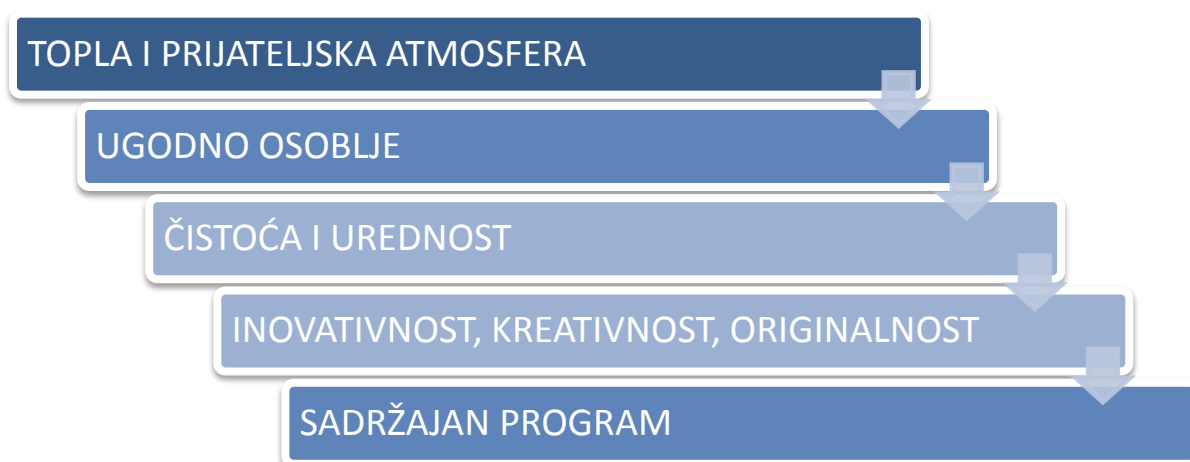 TOPLA I PRIJATELJSKA ATMOSFERA
UGODNO OSOBLJE
ČISTOĆA I UREDNOST
INOVATIVNOST, KREATIVNOST, ORIGINALNOST
SADRŽAJAN PROGRAM